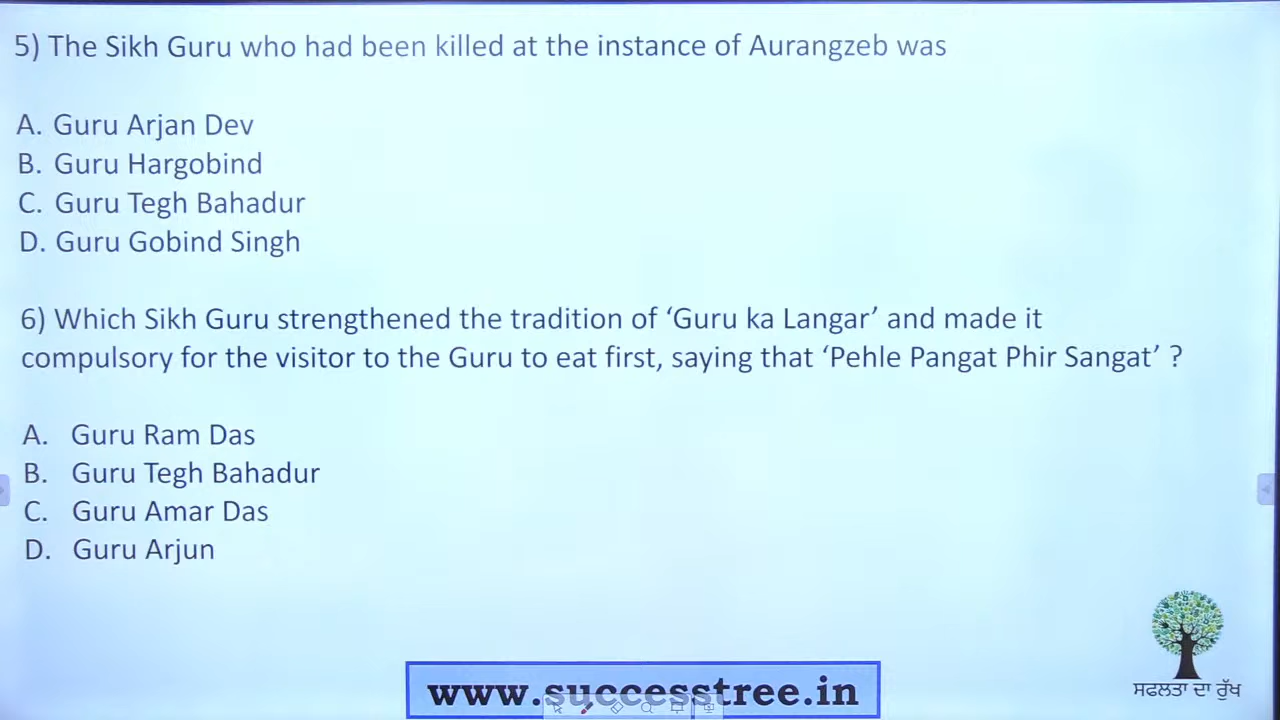 5) The Sikh Guru who had been killed at the instance of Aurangzeb was
A. Guru Arjan Dev
B. Guru Hargobind
C. Guru Tegh Bahadur
D. Guru Gobind Singh
6) Which Sikh Guru strengthened the tradition of ‘Guru ka Langar’ and made it
compulsory for the visitor to the Guru to eat first, saying that ‘Pehle Pangat Phir Sangat’ ?
A. Guru Ram Das
B. Guru Tegh Bahadur
C. Guru Amar Das
D. Guru Arjun
ਸਫਲਤਾ ਦਾ ਰੁੱਖ
www.successtree.in